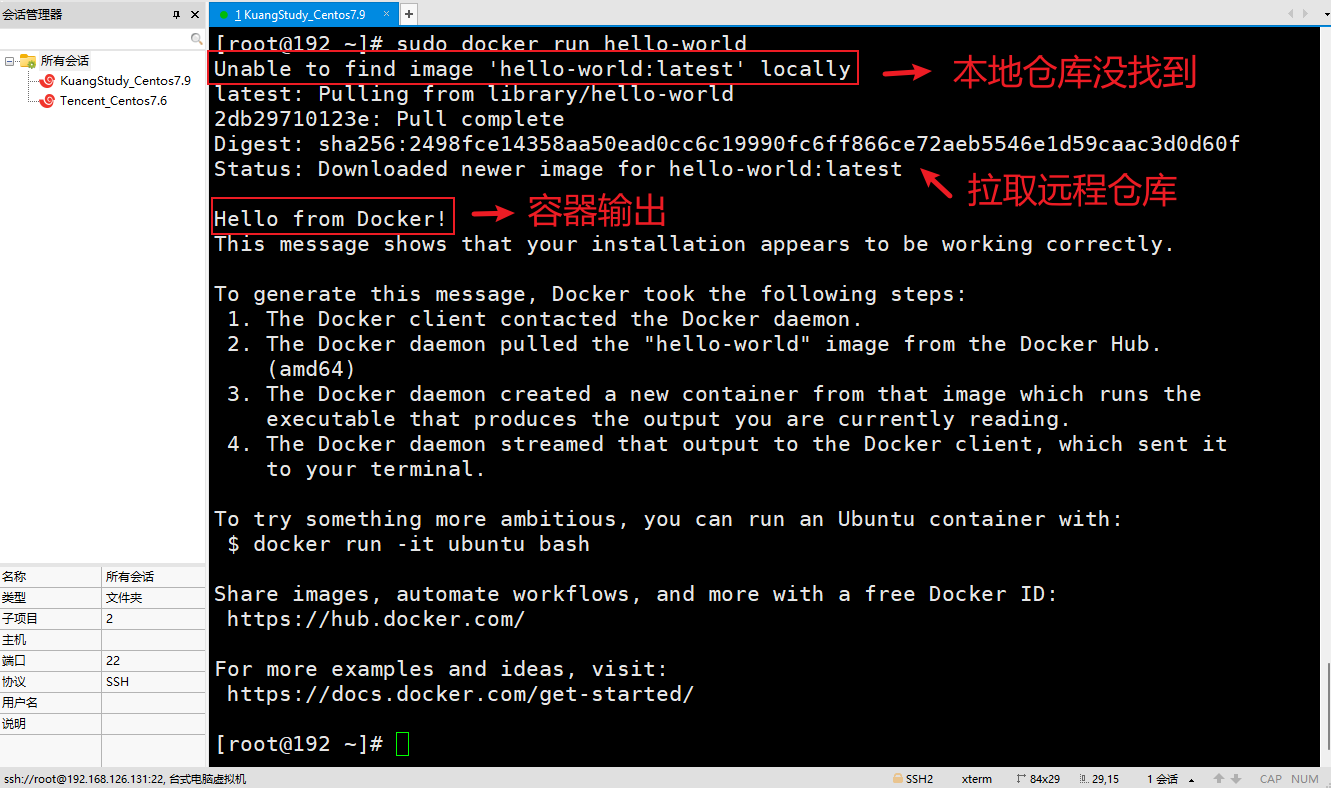 会话管理器
所有会话
KuangStudy_Centos7.9
Tencent_Centos7.6
名称 所有会话
类型 文件夹
子项目 2
主机
端口 22
协议 SSH
用户名
说明
1 KuangStudy_Centos7.9 × +
[root@192 ~]# sudo docker run hello-world
Unable to find image 'hello-world:latest' locally
本地仓库没找到
latest: Pulling from library/hello-world
2db29710123e: Pull complete
Digest: sha256:2498fce14358aa50ead0cc6c19990fc6ff866ce72aeb5546e1d59caac3d0d60f
Status: Downloaded newer image for hello-world:latest
拉取远程仓库
Hello from Docker!
容器输出
This message shows that your installation appears to be working correctly.
To generate this message, Docker took the following steps:
1. The Docker client contacted the Docker daemon.
2. The Docker daemon pulled the "hello-world" image from the Docker Hub.
(amd64)
3. The Docker daemon created a new container from that image which runs the
executable that produces the output you are currently reading.
4. The Docker daemon streamed that output to the Docker client, which sent it
to your terminal.
To try something more ambitious, you can run an Ubuntu container with:
$ docker run -it ubuntu bash
Share images, automate workflows, and more with a free Docker ID:
https://hub.docker.com/
For more examples and ideas, visit:
https://docs.docker.com/get-started/
[root@192 ~]#
ssh://root@192.168.126.131:22, 台式电脑虚拟机 SSH2 xterm 84x29 29,15 1 会话 CAP NUM